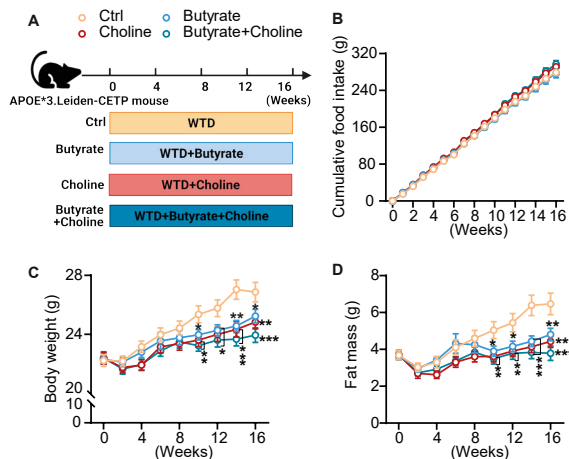 Ctrl
Butyrate
Choline
Butyrate+Choline
A
0 4 8 12 16
APOE*3.Leiden-CETP mouse (Weeks)
Ctrl WTD
Butyrate WTD+Butyrate
Choline WTD+Choline
Butyrate
+Choline WTD+Butyrate+Choline
B
Cumulative food intake (g)
320
240
160
80
0
0 2 4 6 8 10 12 14 16
(Weeks)
C
Body weight (g)
28
24
20
0
0 4 8 12 16
(Weeks)
* ** *
** * *** ** ***
D
Fat mass (g)
8
6
4
2
0
0 4 8 12 16
(Weeks)
* * **